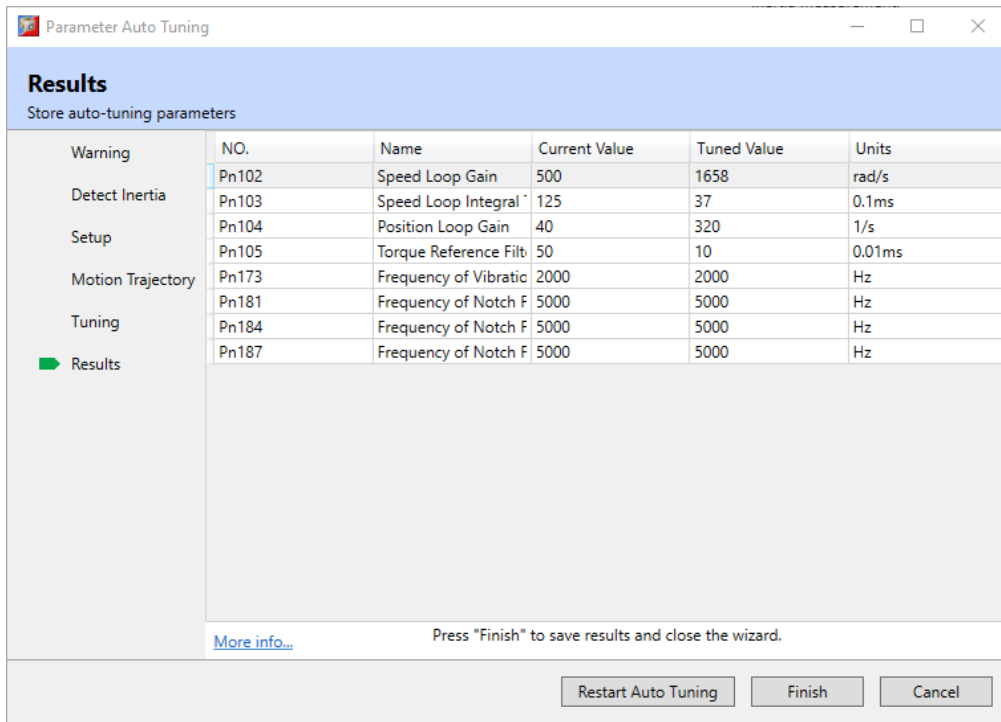 Parameter Auto Tuning
Results
Store auto-tuning parameters
Warning
Detect Inertia
Setup
Motion Trajectory
Tuning
Results
NO. Name Current Value Tuned Value Units
Pn102 Speed Loop Gain 500 1658 rad/s
Pn103 Speed Loop Integral 125 37 0.1ms
Pn104 Position Loop Gain 40 320 1/s
Pn105 Torque Reference Filt 50 10 0.01ms
Pn173 Frequency of Vibratic 2000 2000 Hz
Pn181 Frequency of Notch F 5000 5000 Hz
Pn184 Frequency of Notch F 5000 5000 Hz
Pn187 Frequency of Notch F 5000 5000 Hz
More info... Press "Finish" to save results and close the wizard.
Restart Auto Tuning Finish Cancel